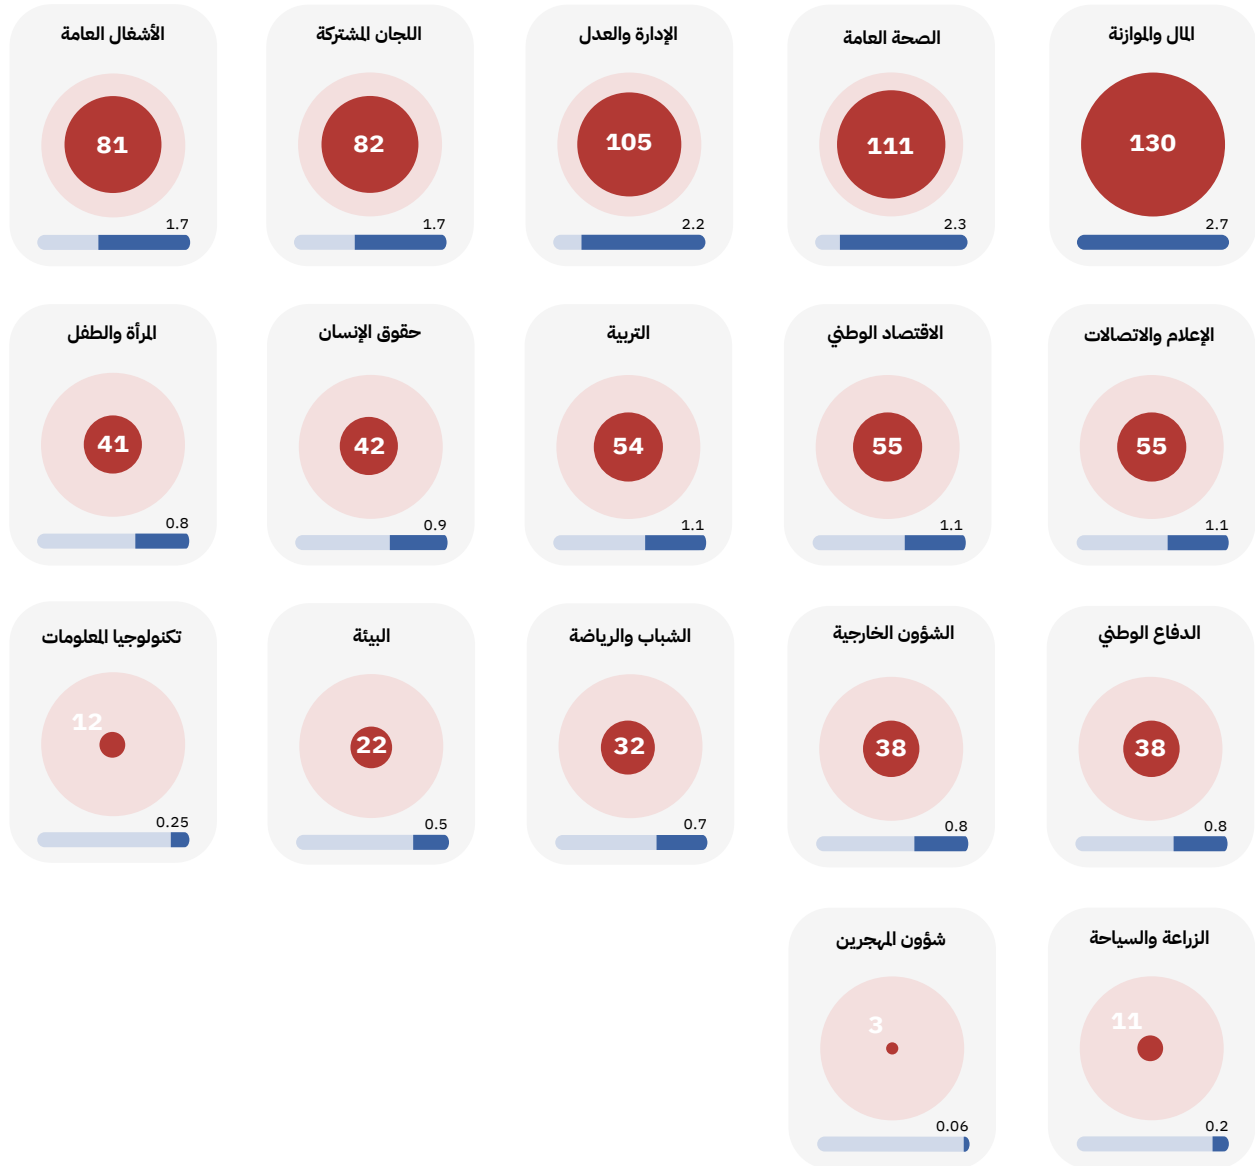 المال والموازنة
130
2.7
الصحة العامة
111
2.3
الإدارة والعدل
105
2.2
اللجان المشتركة
82
1.7
الأشغال العامة
81
1.7
الإعلام والاتصالات
55
1.1
الاقتصاد الوطني
55
1.1
التربية
54
1.1
حقوق الإنسان
42
0.9
المرأة والطفل
41
0.8
الدفاع الوطني
38
0.8
الشؤون الخارجية
38
0.8
الشباب والرياضة
32
0.7
البيئة
22
0.5
تكنولوجيا المعلومات
12
0.25
الزراعة والسياحة
11
0.2
شؤون المهجرين
3
0.06